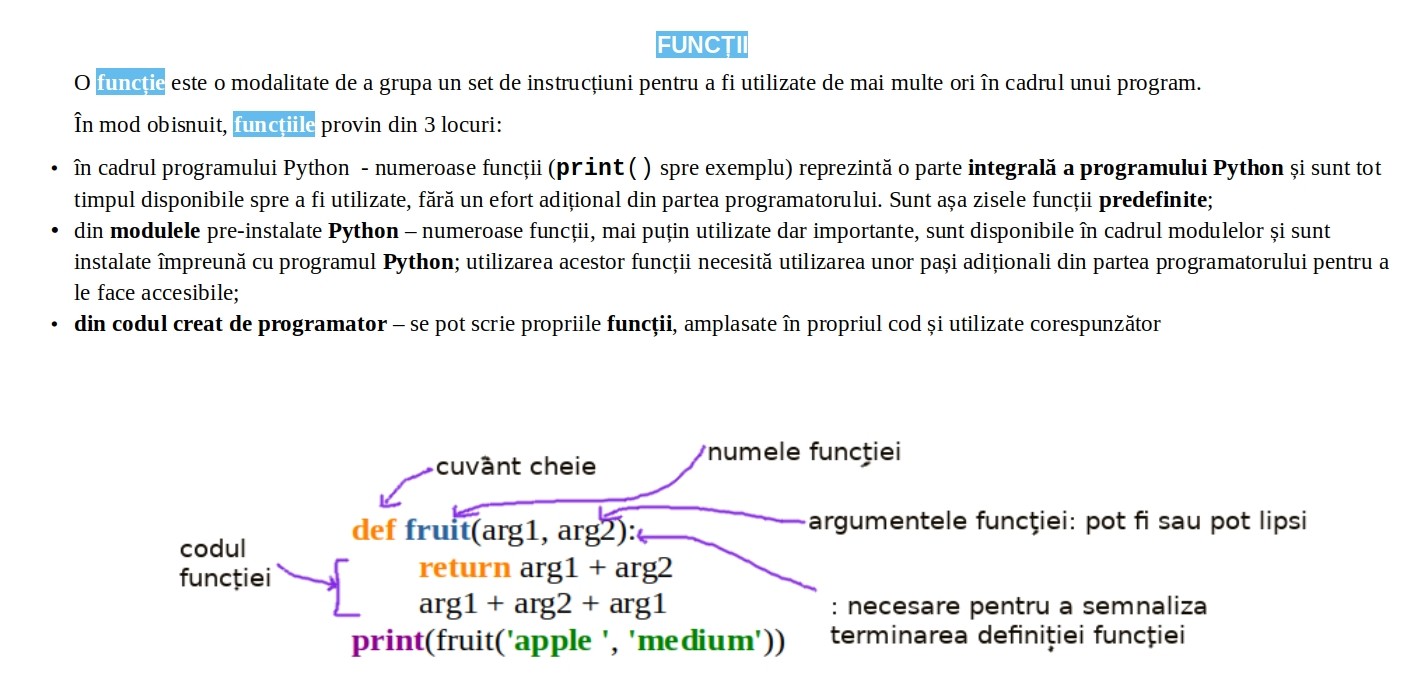 FUNCȚII
O funcție este o modalitate de a grupa un set de instrucțiuni pentru a fi utilizate de mai multe ori în cadrul unui program.
În mod obisnuit, funcțiile provin din 3 locuri:
• în cadrul programului Python - numeroase funcții (print() spre exemplu) reprezintă o parte integrală a programului Python și sunt tot
timpul disponibile spre a fi utilizate, fără un efort adițional din partea programatorului. Sunt așa zisele funcții predefinite;
• din modulele pre-instalate Python – numeroase funcții, mai puțin utilizate dar importante, sunt disponibile în cadrul modulelor și sunt
instalate împreună cu programul Python; utilizarea acestor funcții necesită utilizarea unor pași adiționali din partea programatorului pentru a
le face accesibile;
• din codul creat de programator – se pot scrie propriile funcții, amplasate în propriul cod și utilizate corespunzător
numele funcției
cuvânt cheie
def fruit(arg1, arg2):
argumentele funcției: pot fi sau pot lipsi
codul
funcției
return arg1 + arg2
arg1 + arg2 + arg1
: necesare pentru a semnaliza
terminarea definiției funcției
print(fruit('apple ', 'medium'))